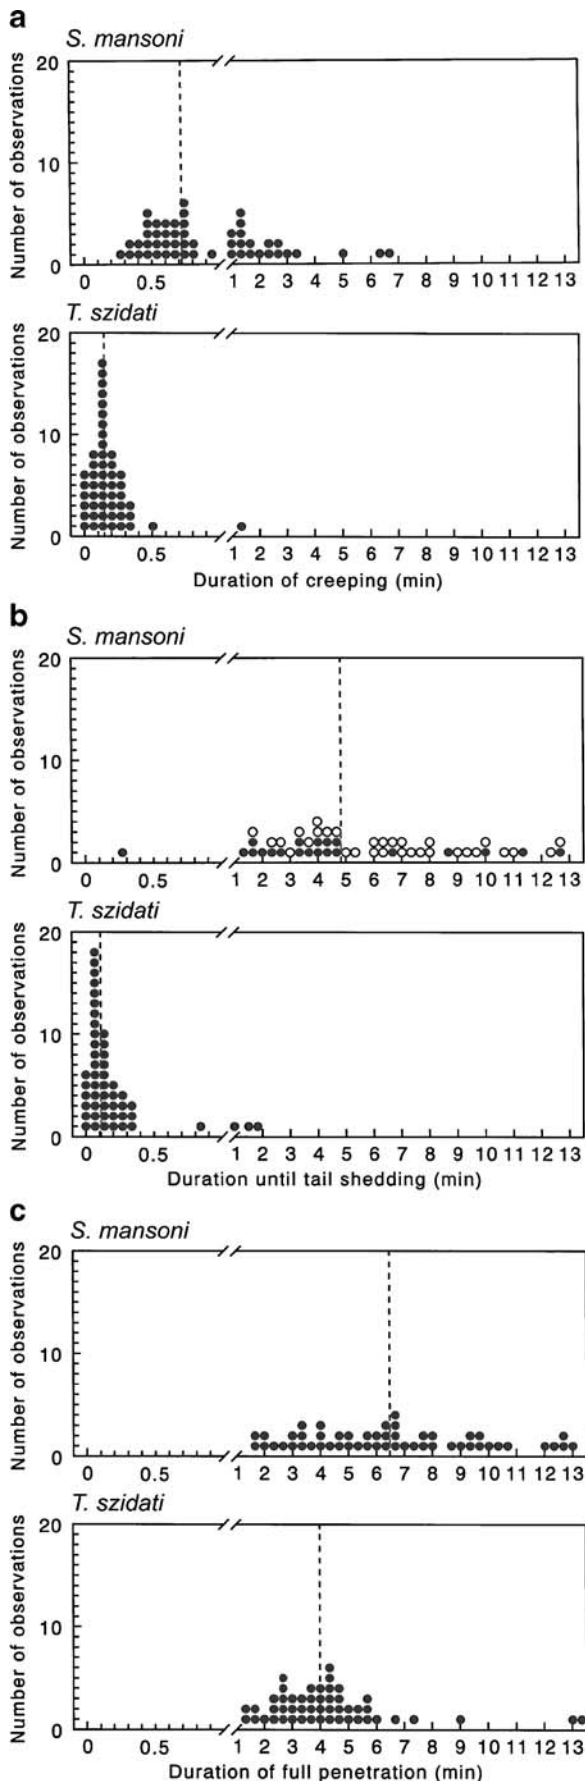 a
S. mansoni
Number of observations
20
10
0
0 0.5 1 2 3 4 5 6 7 8 9 10 11 12 13
T. szidati
Number of observations
20
10
0
0 0.5 1 2 3 4 5 6 7 8 9 10 11 12 13
Duration of creeping (min)
b
S. mansoni
Number of observations
20
10
0
0 0.5 1 2 3 4 5 6 7 8 9 10 11 12 13
T. szidati
Number of observations
20
10
0
0 0.5 1 2 3 4 5 6 7 8 9 10 11 12 13
Duration until tail shedding (min)
c
S. mansoni
Number of observations
20
10
0
0 0.5 1 2 3 4 5 6 7 8 9 10 11 12 13
T. szidati
Number of observations
20
10
0
0 0.5 1 2 3 4 5 6 7 8 9 10 11 12 13
Duration of full penetration (min)